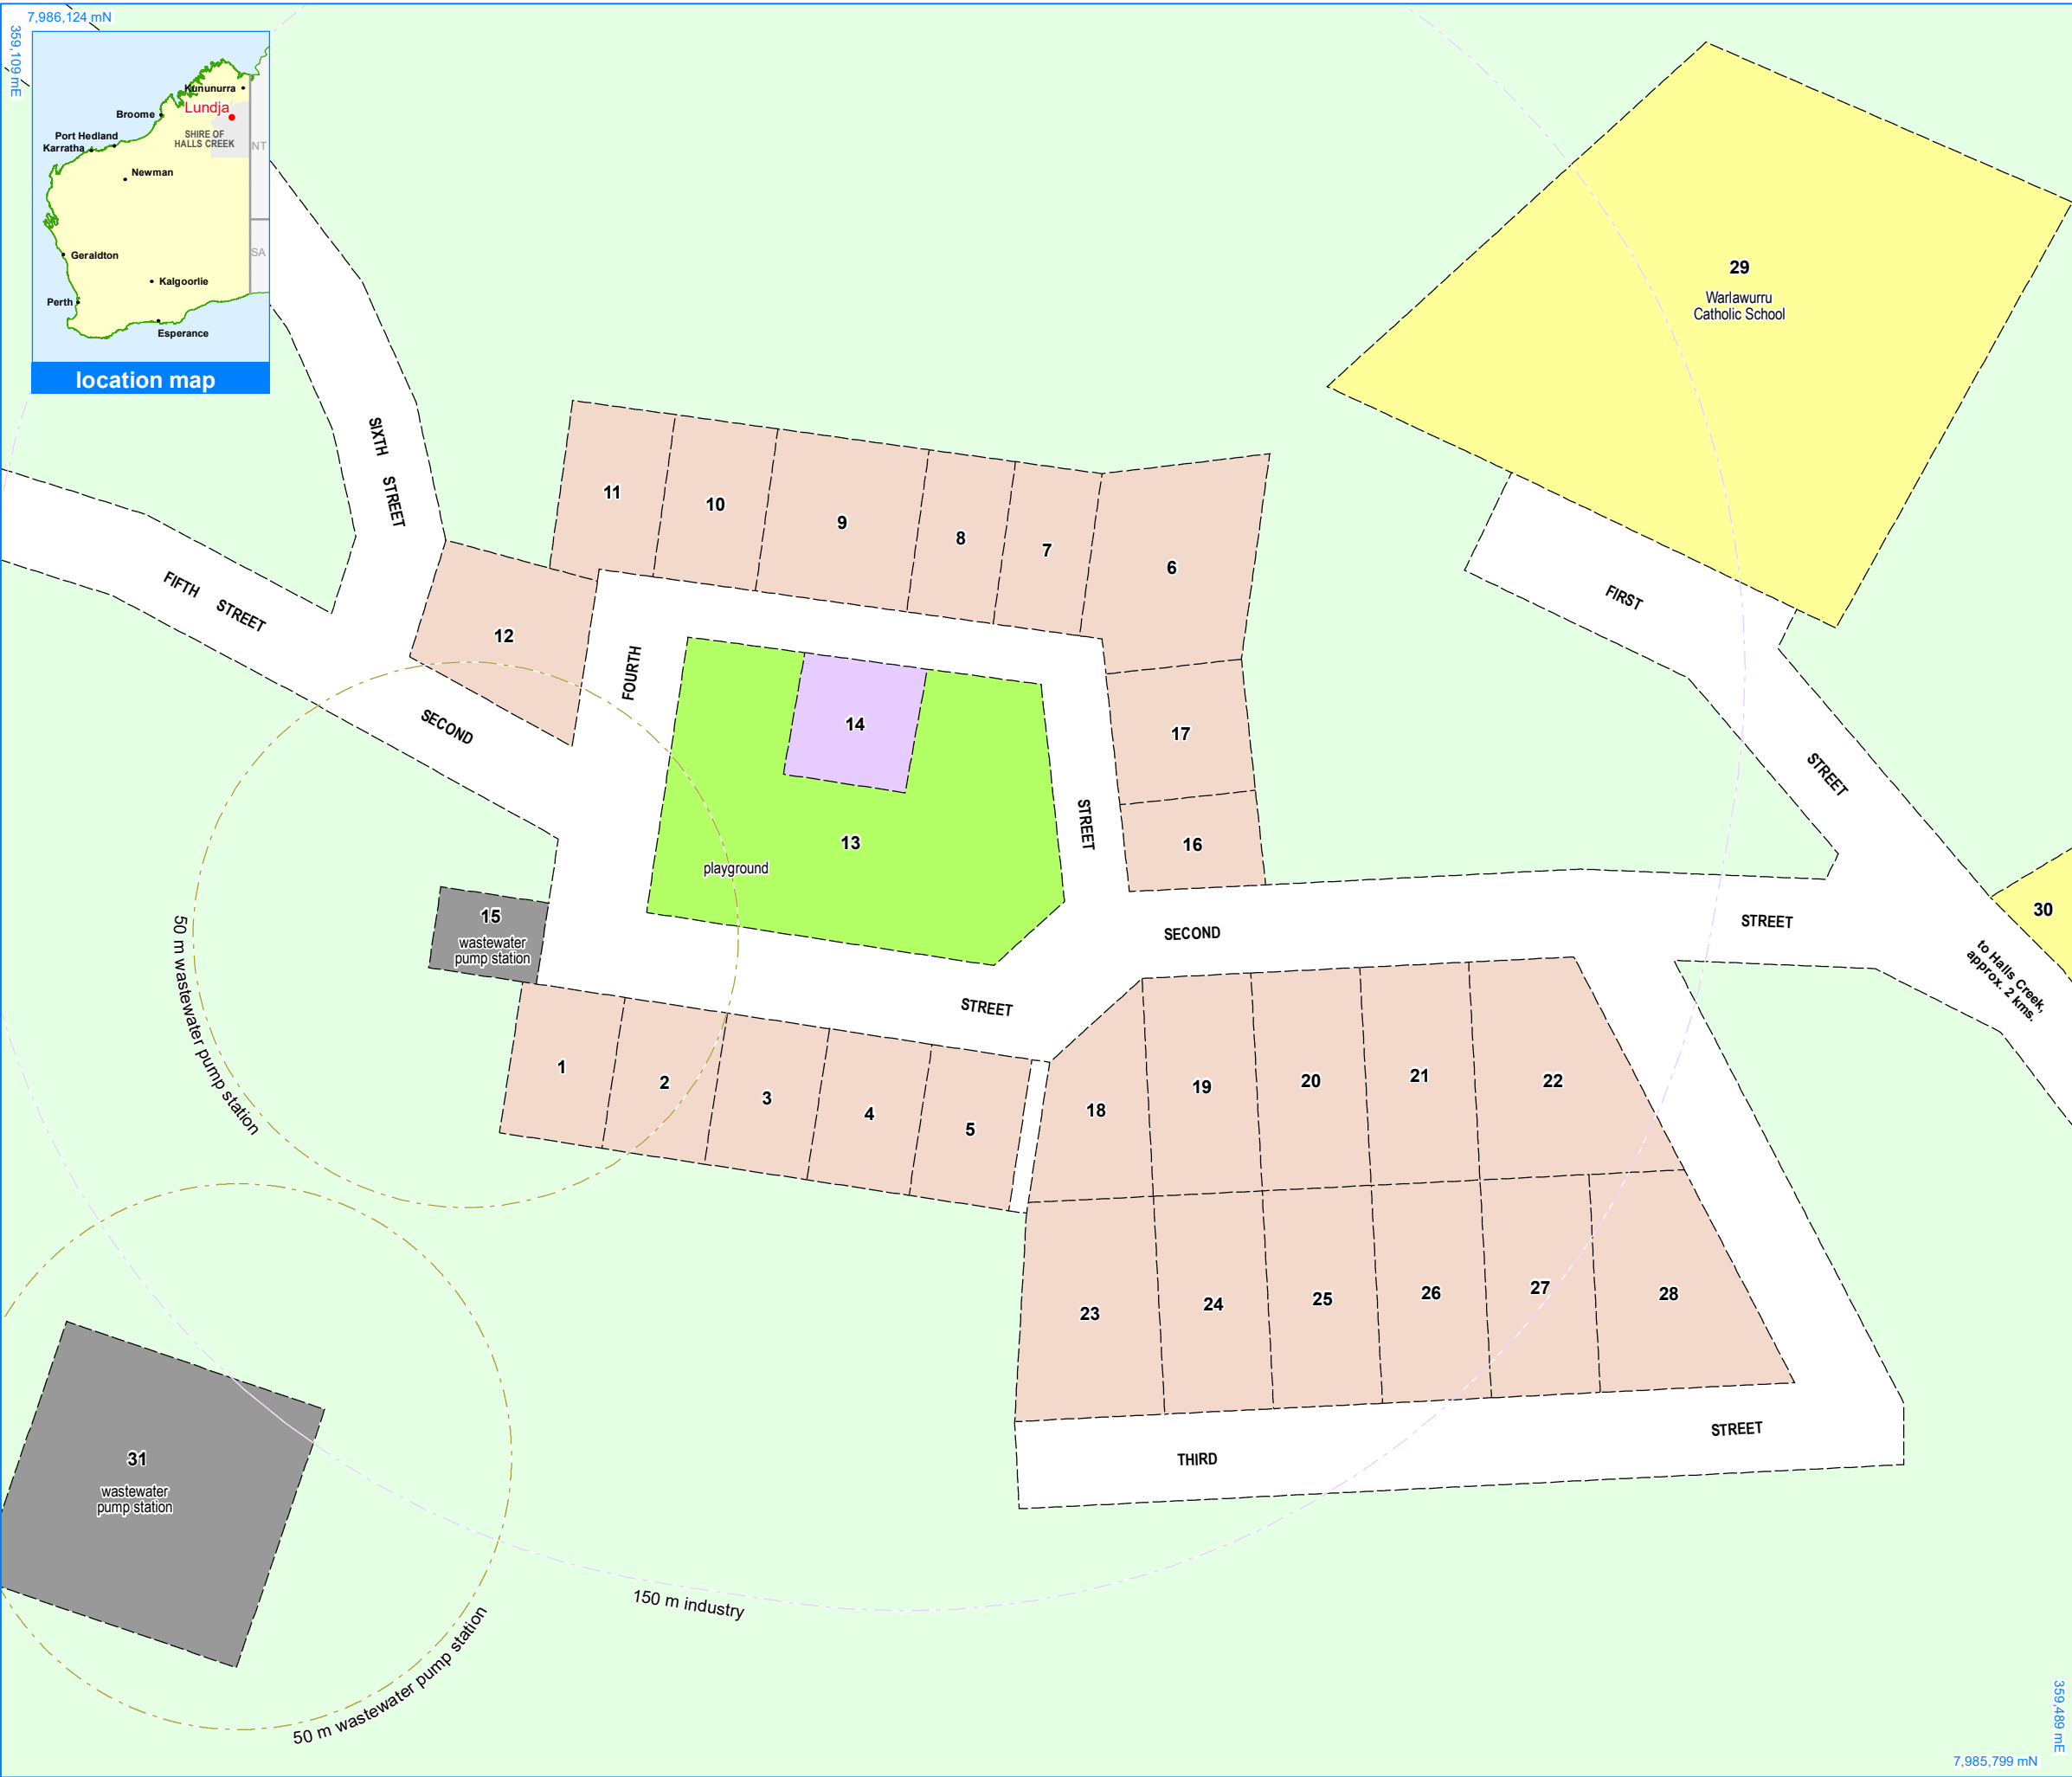 7,986,124 mN
359,109 mE
Kununurra
Lundja
Broome
SHIRE OF
HALLS CREEK
Port Hedland
Karratha
NT
Newman
SA
Geraldton
Kalgoorlie
Perth
Esperance
location map
29
Warlawurru
Catholic School
SIXTH STREET
11
10
9
8
7
6
FIFTH STREET
12
FIRST
STREET
FOURTH
STREET
SECOND
14
17
13
playground
16
15
wastewater
pump station
SECOND
STREET
STREET
30
to Halls Creek,
approx. 2 kms.
50 m wastewater pump station
1
2
3
4
5
18
19
20
21
22
23
24
25
26
27
28
THIRD
STREET
31
wastewater
pump station
150 m industry
50 m wastewater pump station
359,489 mE
7,985,799 mN